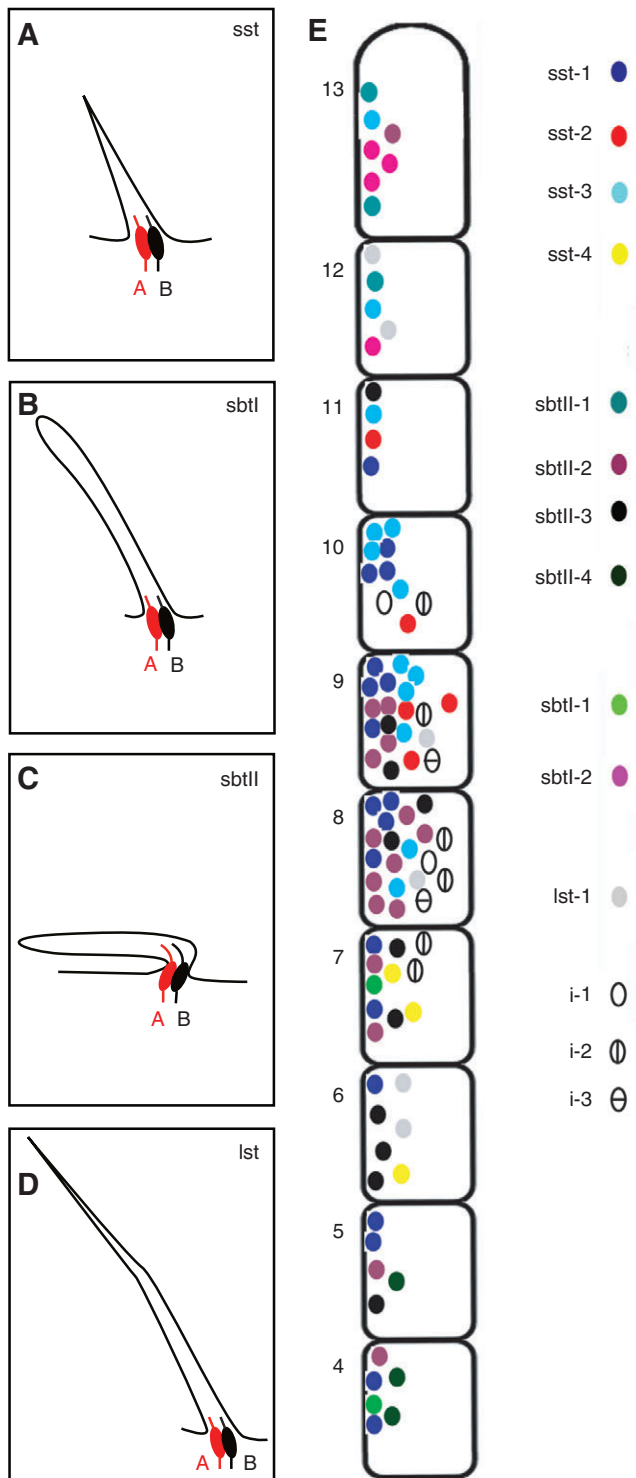 A
sst
A B
B
sbtI
A B
C
sbtII
A B
D
lst
A B
E
13
12
11
10
9
8
7
6
5
4
sst-1
sst-2
sst-3
sst-4
sbtII-1
sbtII-2
sbtII-3
sbtII-4
sbtI-1
sbtI-2
lst-1
i-1
i-2
i-3